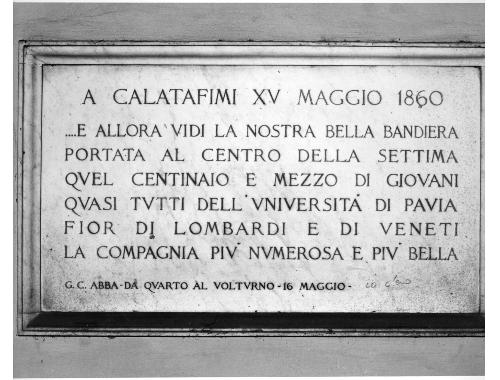 A CALATAFIMI XV MAGGIO 1860
....E ALLORA VIDI LA NOSTRA BELLA BANDIERA
PORTATA AL CENTRO DELLA SETTIMA
QVEL CENTINAIO E MEZZO DI GIOVANI
QVASI TVTTI DELL'VNIVERSITÀ DI PAVIA
FIOR DI LOMBARDI E DI VENETI
LA COMPAGNIA PIV' NVMEROSA E PIV' BELLA
G. C. ABBA-DA QVARTO AL VOLTVRNO-16 MAGGIO-